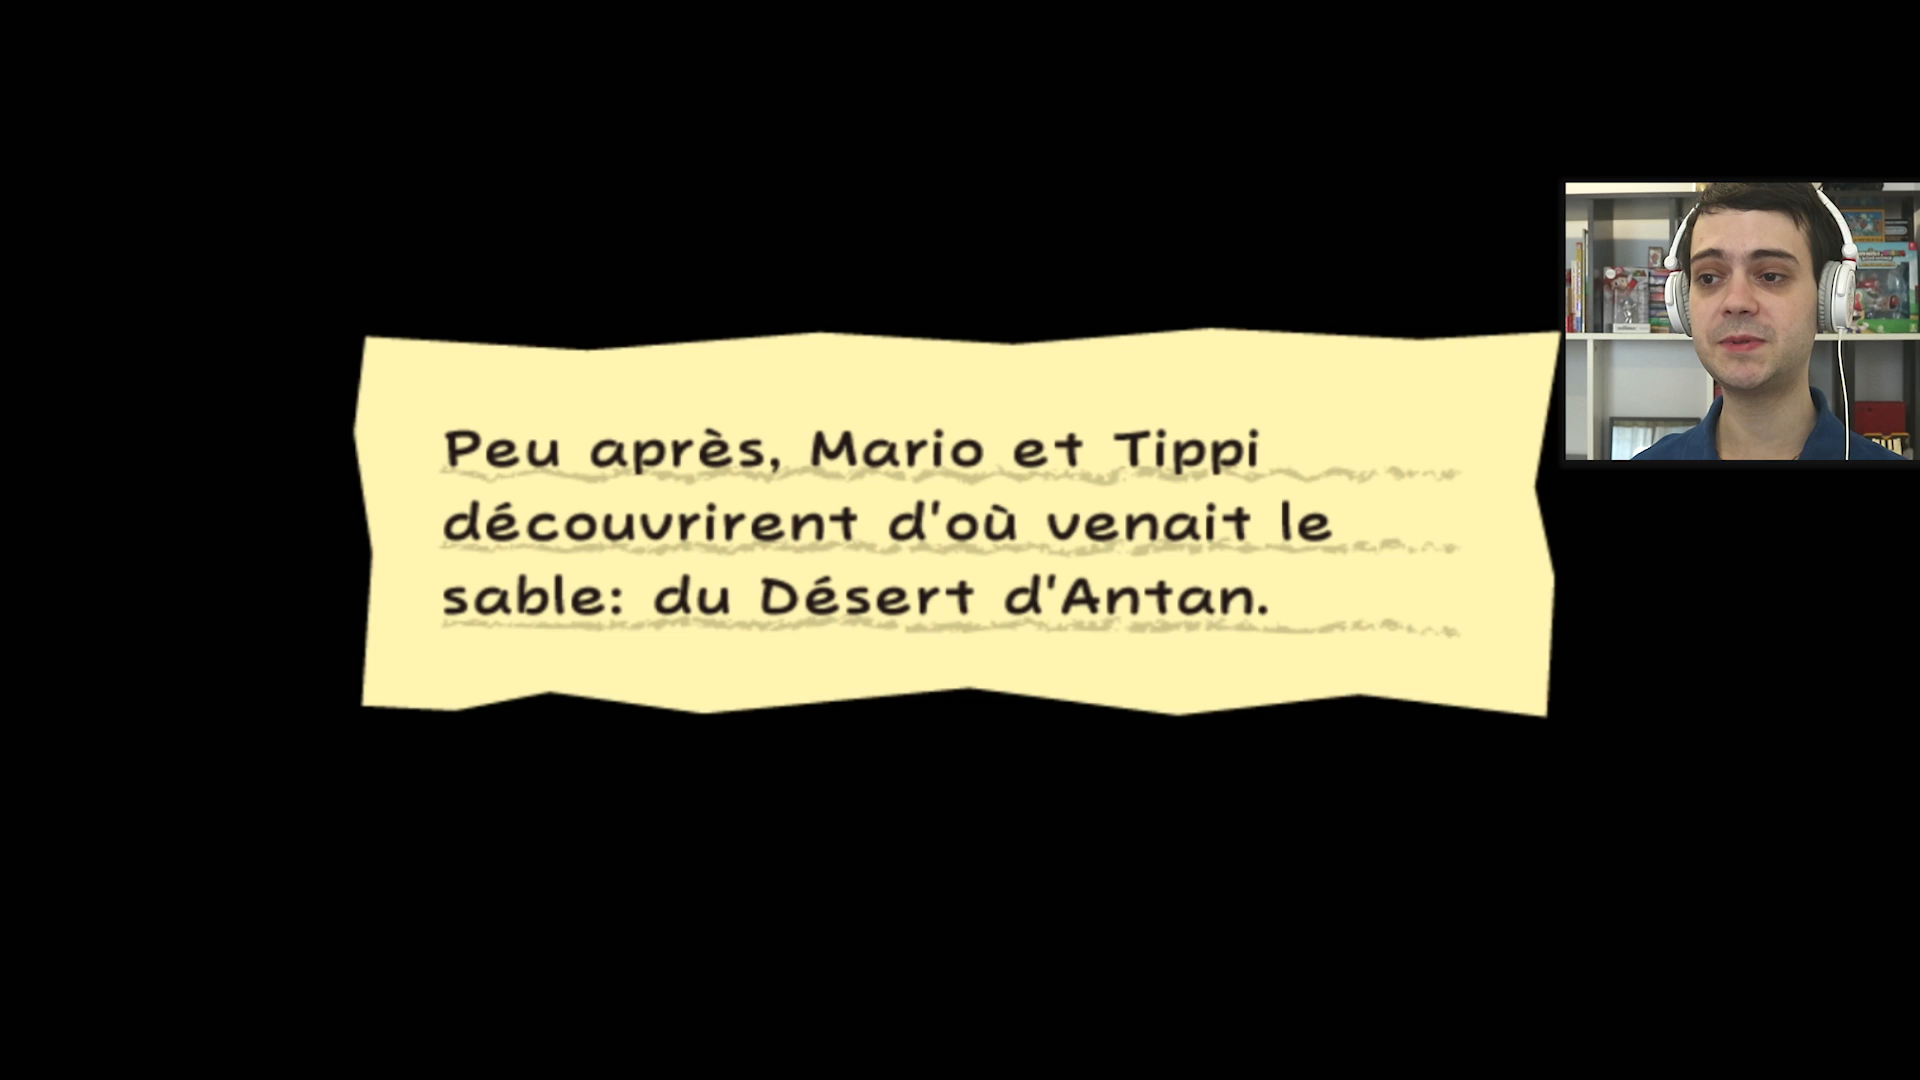 Peu après, Mario et Tippi
découvrirent d'où venait le
sable: du Désert d'Antan.